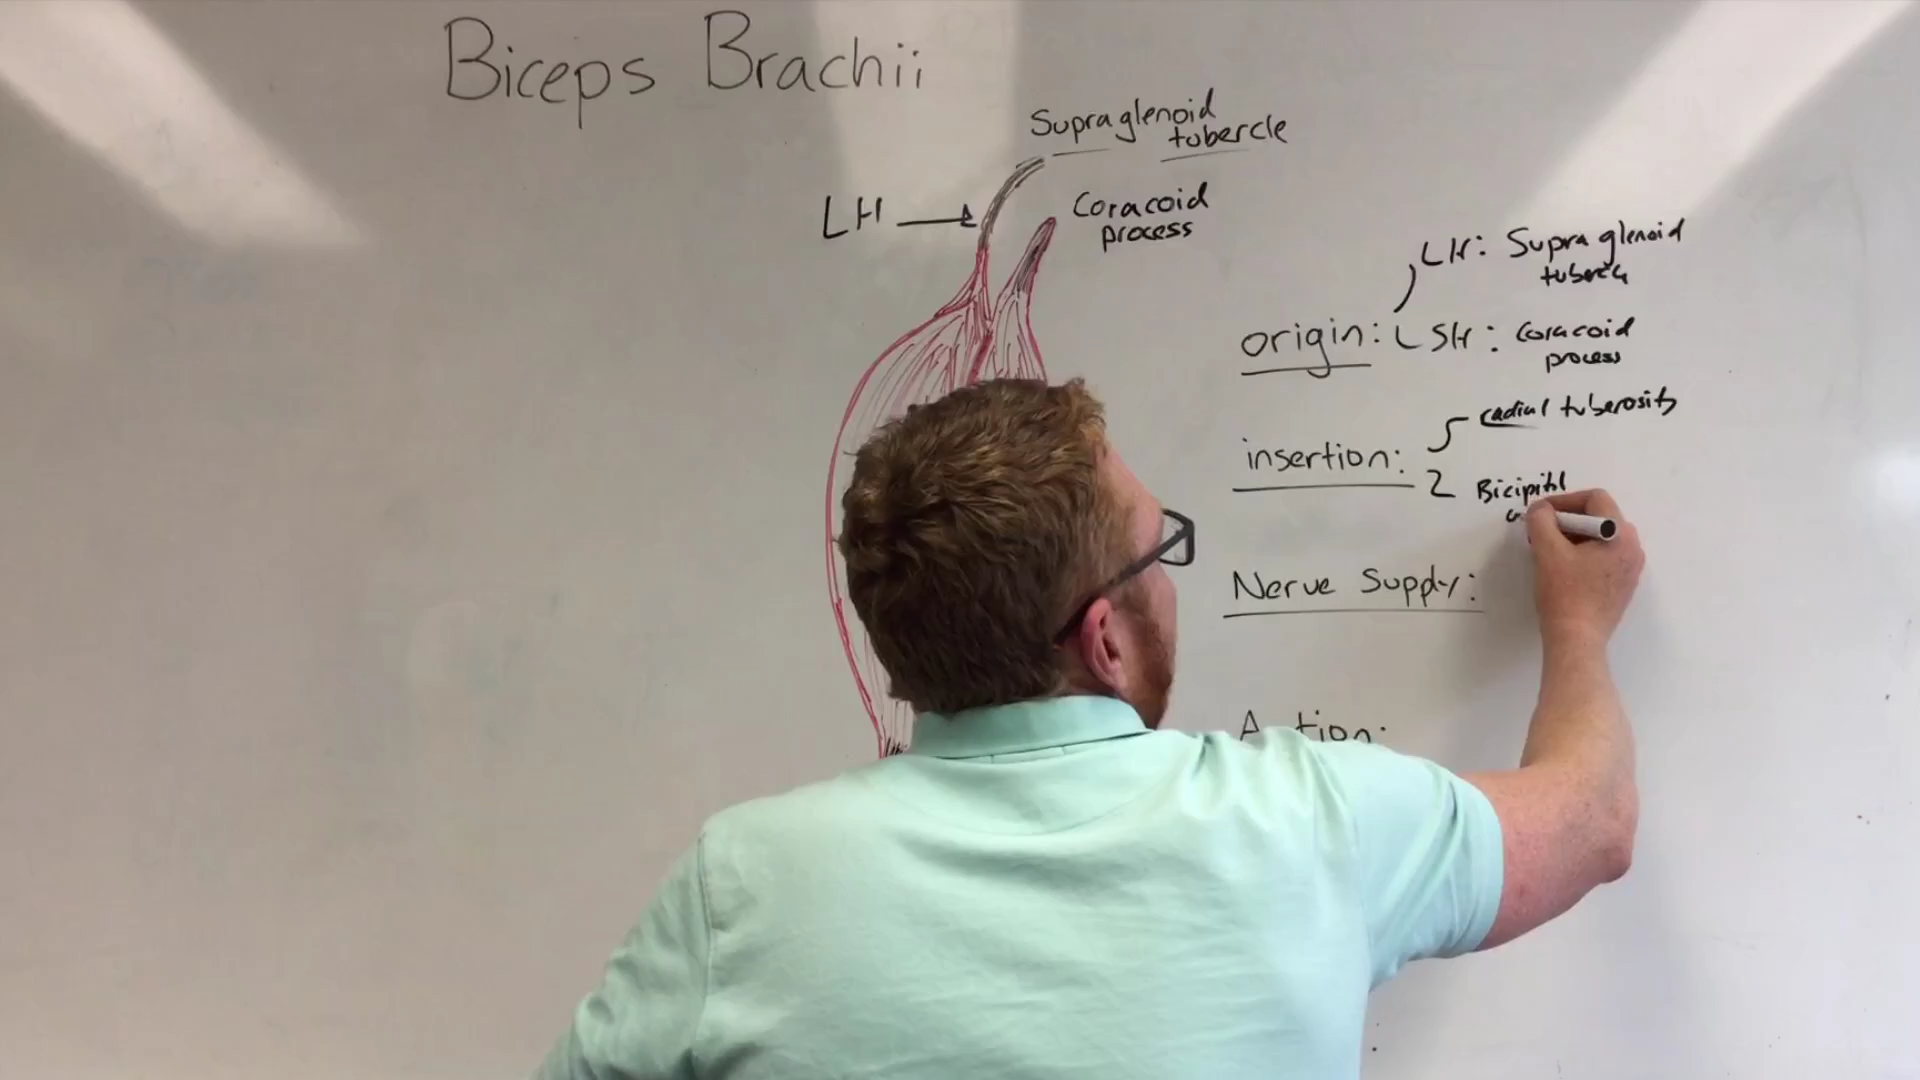 Biceps Brachii
Supraglenoid
tubercle
LH
Coracoid
process
LH: Supraglenoid
tubercle
origin: SH: Coracoid
process
radial tuberosity
insertion:
Bicipital
Nerve Supply: